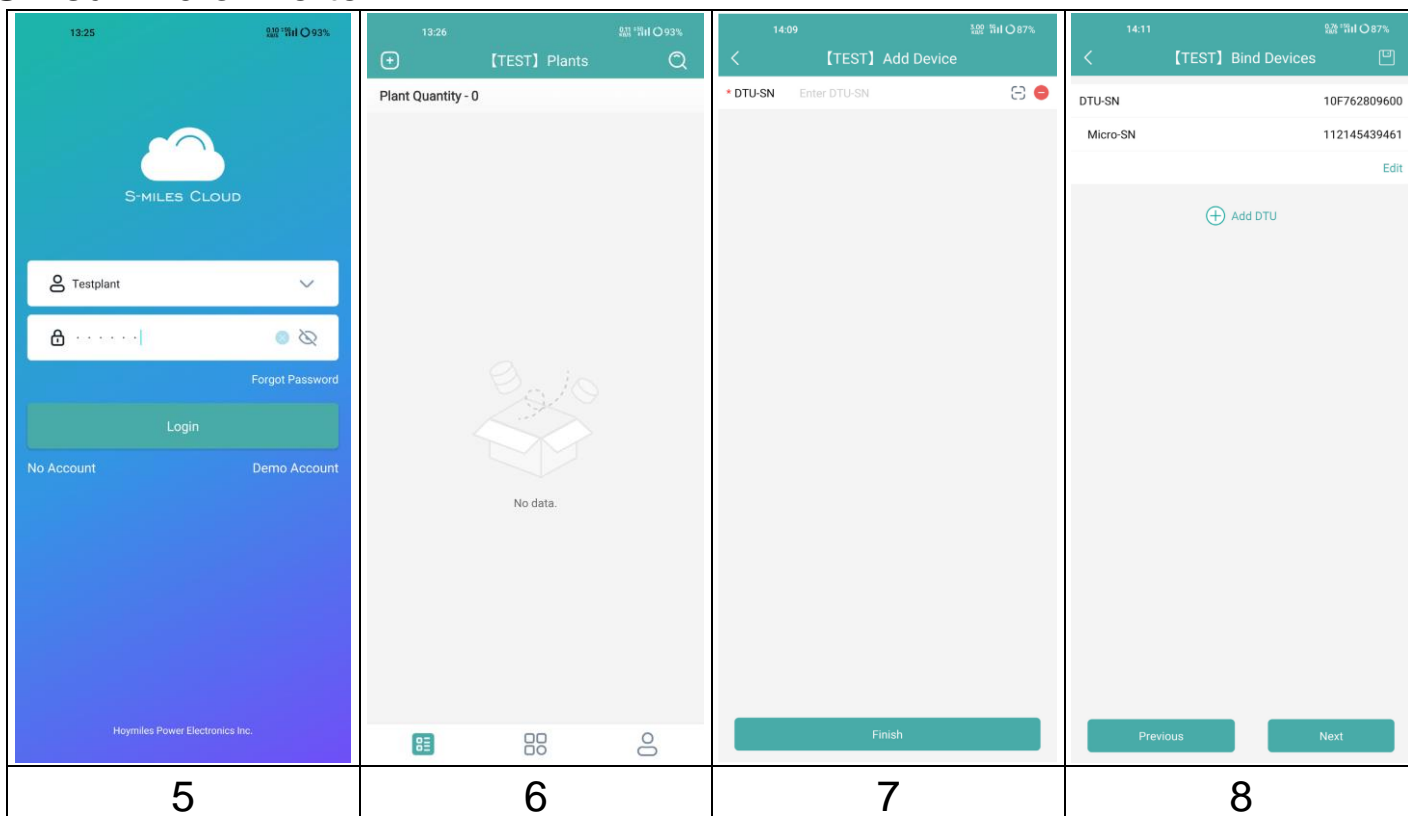 13:25
93%
S-MILES CLOUD
Testplant
Forgot Password
Login
No Account
Demo Account
Hoymiles Power Electronics Inc.
5
13:26
93%
【TEST】 Plants
Plant Quantity - 0
No data.
6
14:09
87%
【TEST】 Add Device
* DTU-SN Enter DTU-SN
Finish
7
14:11
87%
【TEST】 Bind Devices
DTU-SN 10F762809600
Micro-SN 112145439461
Edit
Add DTU
Previous Next
8